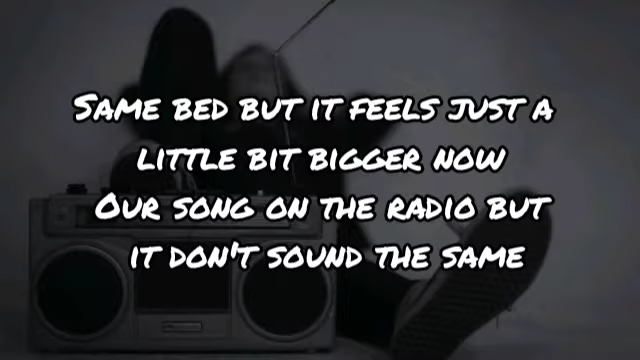 Same bed but it feels just a
little bit bigger now
Our song on the radio but
it don't sound the same